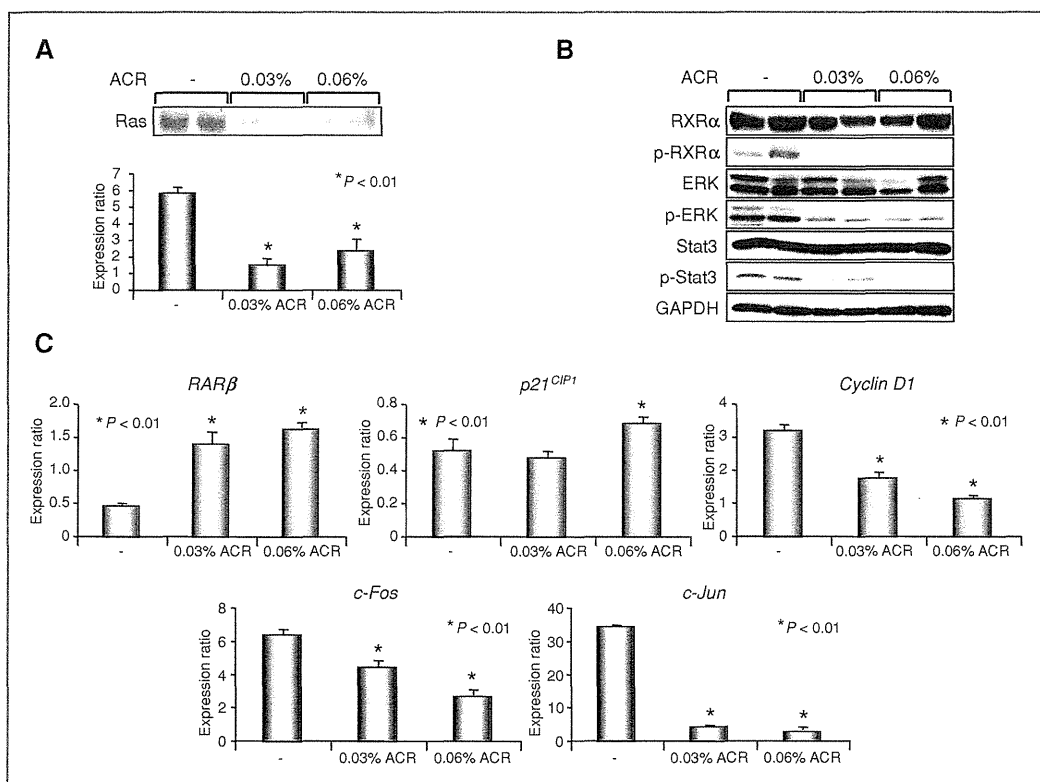 A
ACR - 0.03% 0.06%
Ras
7
6
5
4
3
2
1
0
Expression ratio
* P < 0.01
*
*
- 0.03% ACR 0.06% ACR
B
ACR - 0.03% 0.06%
RXRα
p-RXRα
ERK
p-ERK
Stat3
p-Stat3
GAPDH
C
RARβ
2.0
1.5
1.0
0.5
0
Expression ratio
* P < 0.01
*
*
- 0.03% ACR 0.06% ACR
p21CIP1
0.8
0.6
0.4
0.2
0
Expression ratio
* P < 0.01
*
- 0.03% ACR 0.06% ACR
Cyclin D1
4
3
2
1
0
Expression ratio
* P < 0.01
*
*
- 0.03% ACR 0.06% ACR
c-Fos
8
6
4
2
0
Expression ratio
* P < 0.01
*
*
- 0.03% ACR 0.06% ACR
c-Jun
40
30
20
10
0
Expression ratio
* P < 0.01
*
*
- 0.03% ACR 0.06% ACR